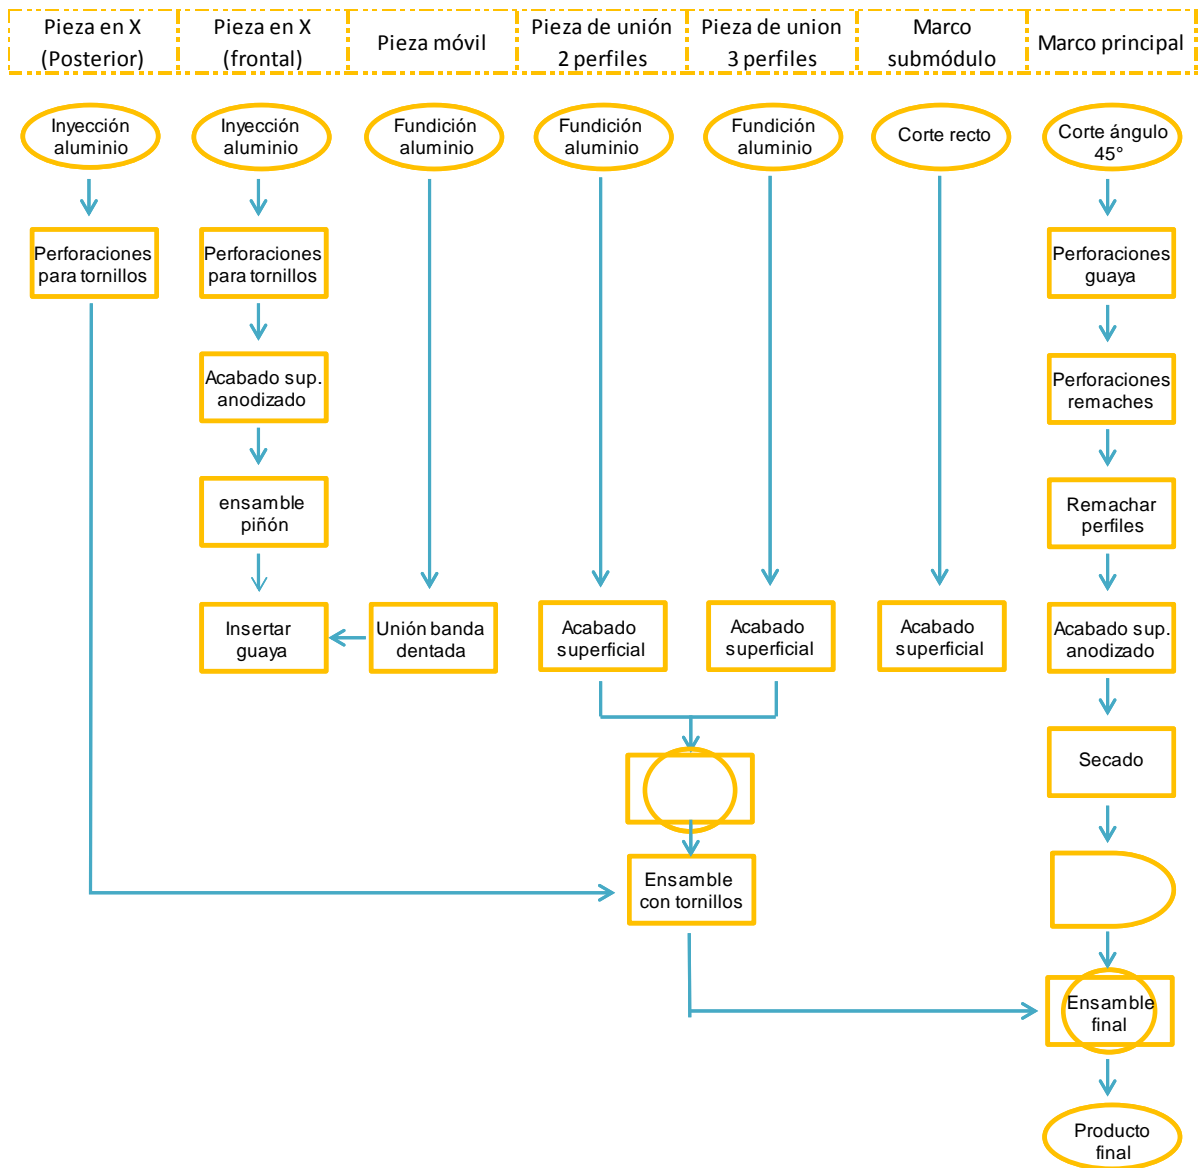 Pieza en X
(Posterior)
Pieza en X
(frontal)
Pieza móvil
Pieza de unión
2 perfiles
Pieza de union
3 perfiles
Marco
submódulo
Marco principal
Inyección
aluminio
Inyección
aluminio
Fundición
aluminio
Fundición
aluminio
Fundición
aluminio
Corte recto
Corte ángulo
45°
Perforaciones
para tornillos
Perforaciones
para tornillos
Perforaciones
guaya
Acabado sup.
anodizado
Perforaciones
remaches
ensamble
piñón
Remachar
perfiles
Insertar
guaya
Unión banda
dentada
Acabado
superficial
Acabado
superficial
Acabado
superficial
Acabado sup.
anodizado
Secado
Ensamble
con tornillos
Ensamble
final
Producto
final